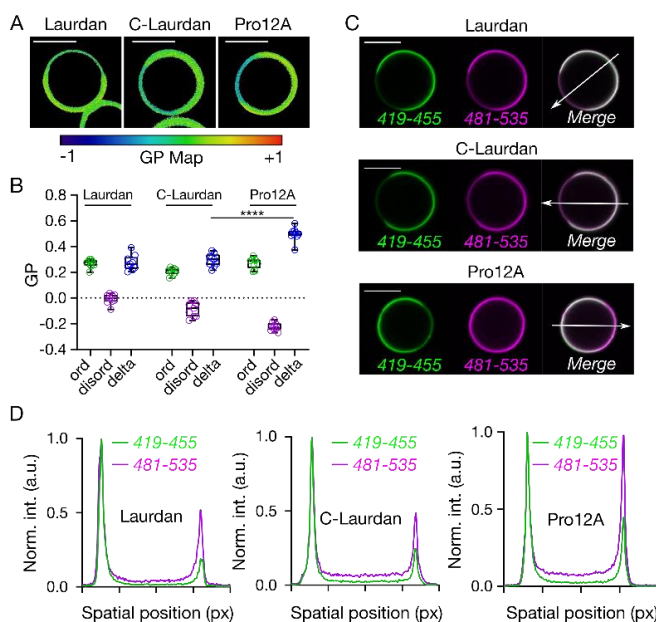 A
Laurdan C-Laurdan Pro12A
-1 GP Map +1
B
Laurdan C-Laurdan Pro12A
****
GP
0.8
0.6
0.4
0.2
0.0
-0.2
-0.4
ord disord delta ord disord delta ord disord delta
C
Laurdan
419-455 481-535 Merge
C-Laurdan
419-455 481-535 Merge
Pro12A
419-455 481-535 Merge
D
Norm. int. (a.u.)
1.0
0.5
0.0
419-455
481-535
Laurdan
Spatial position (px)
Norm. int. (a.u.)
1.0
0.5
0.0
419-455
481-535
C-Laurdan
Spatial position (px)
Norm. int. (a.u.)
1.0
0.5
0.0
419-455
481-535
Pro12A
Spatial position (px)